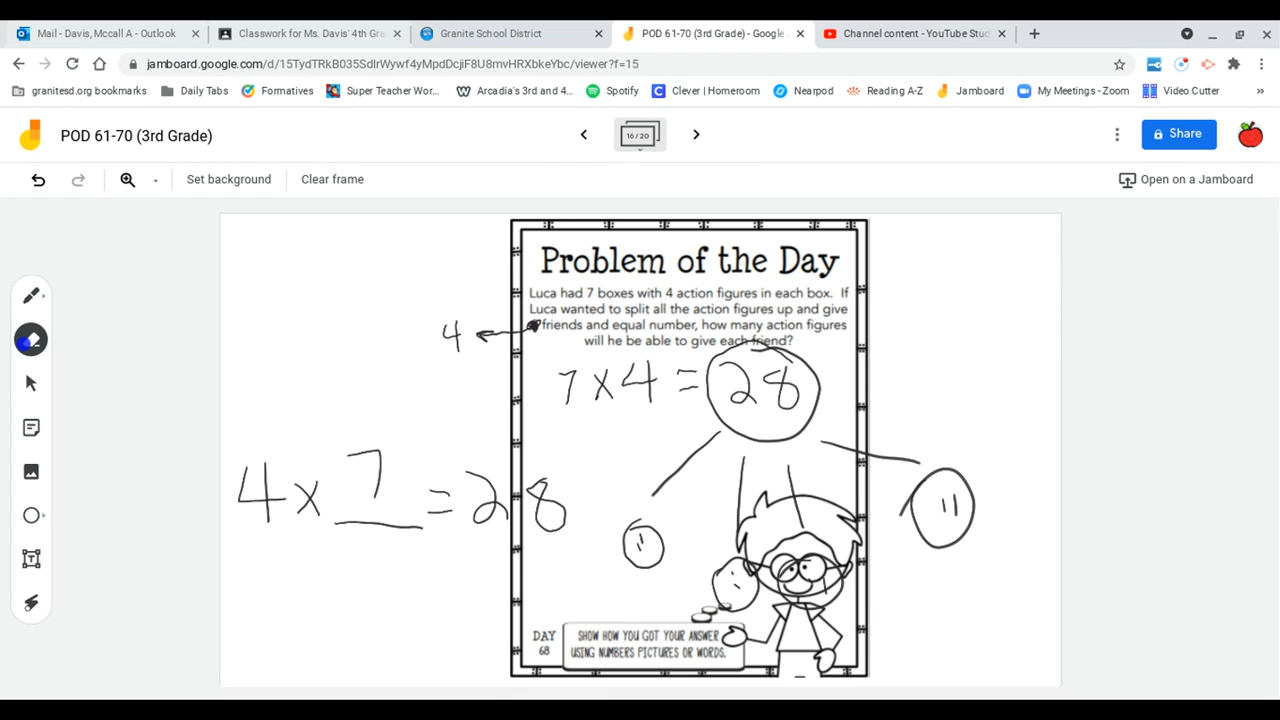 Mail - Davis, Mccall A - Outlook
Classwork for Ms. Davis' 4th Gra
Granite School District
POD 61-70 (3rd Grade) - Google
Channel content - YouTube Stud
jamboard.google.com/d/15TydTRkB035SdlrWywf4yMpdDcjiF8U8mvHRXbkeYbc/viewer?f=15
granitesd.org bookmarks
Daily Tabs
Formatives
Super Teacher Wor...
Arcadia's 3rd and 4...
Spotify
Clever | Homeroom
Nearpod
Reading A-Z
Jamboard
My Meetings - Zoom
Video Cutter
»
POD 61-70 (3rd Grade)
16 / 20
Share
Set background
Clear frame
Open on a Jamboard
Problem of the Day
Luca had 7 boxes with 4 action figures in each box. If
Luca wanted to split all the action figures up and give
friends and equal number, how many action figures
will he be able to give each friend?
4
7 x 4 = 28
4 x 7 = 28
DAY
68
SHOW HOW YOU GOT YOUR ANSWER
USING NUMBERS PICTURES OR WORDS.